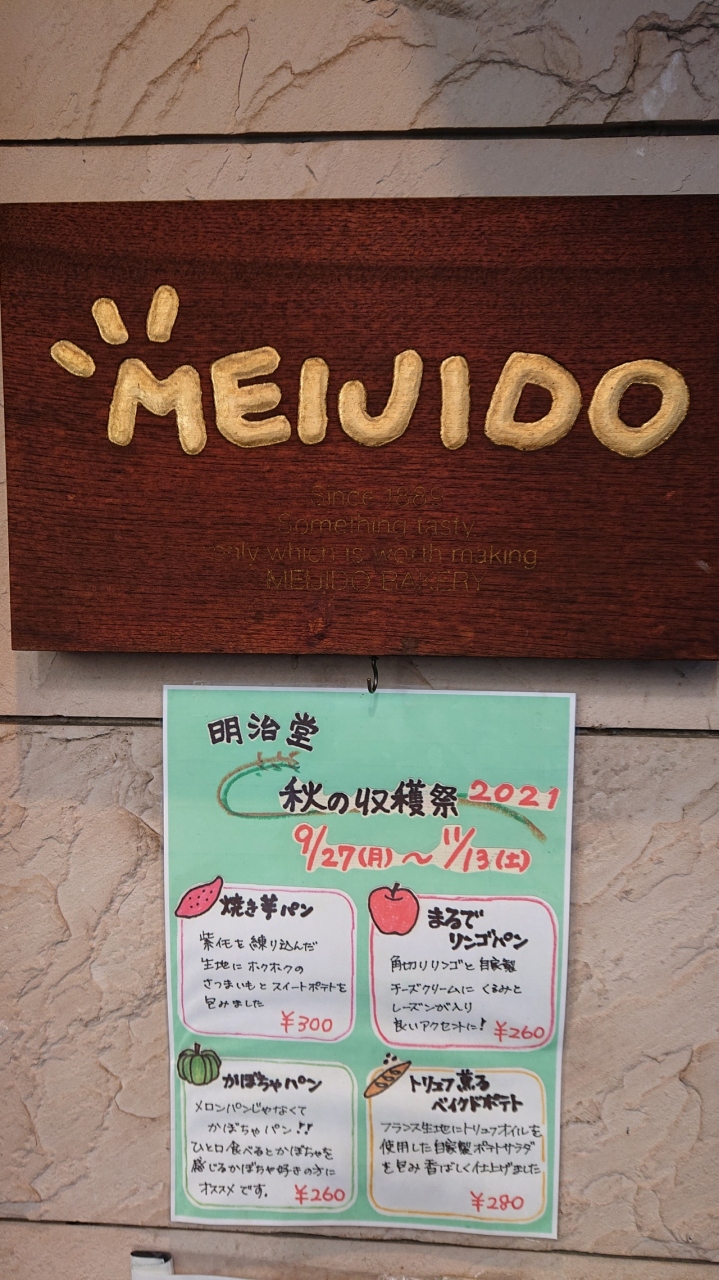 MEIJIDO
Since 1889
Something tasty
only which is worth making
MEIJIDO BAKERY
明治堂
秋の収穫祭 2021
9/27(月)～11/13(土)
焼き芋パン
紫芋を練り込んだ
生地にホクホクの
さつまいもとスイートポテトを
包みました
¥300
まるで
リンゴパン
角切りリンゴと自家製
チーズクリームにくるみと
レーズンが入り
良いアクセントに!
¥260
かぼちゃパン
メロンパンじゃなくて
かぼちゃパン!!
ひと口食べるとかぼちゃを
感じるかぼちゃ好きの方に
オススメです。
¥260
トリュフ薫る
ベイクドポテト
フランス生地にトリュフオイルを
使用した自家製ポテトサラダ
を包み香ばしく仕上げました
¥280